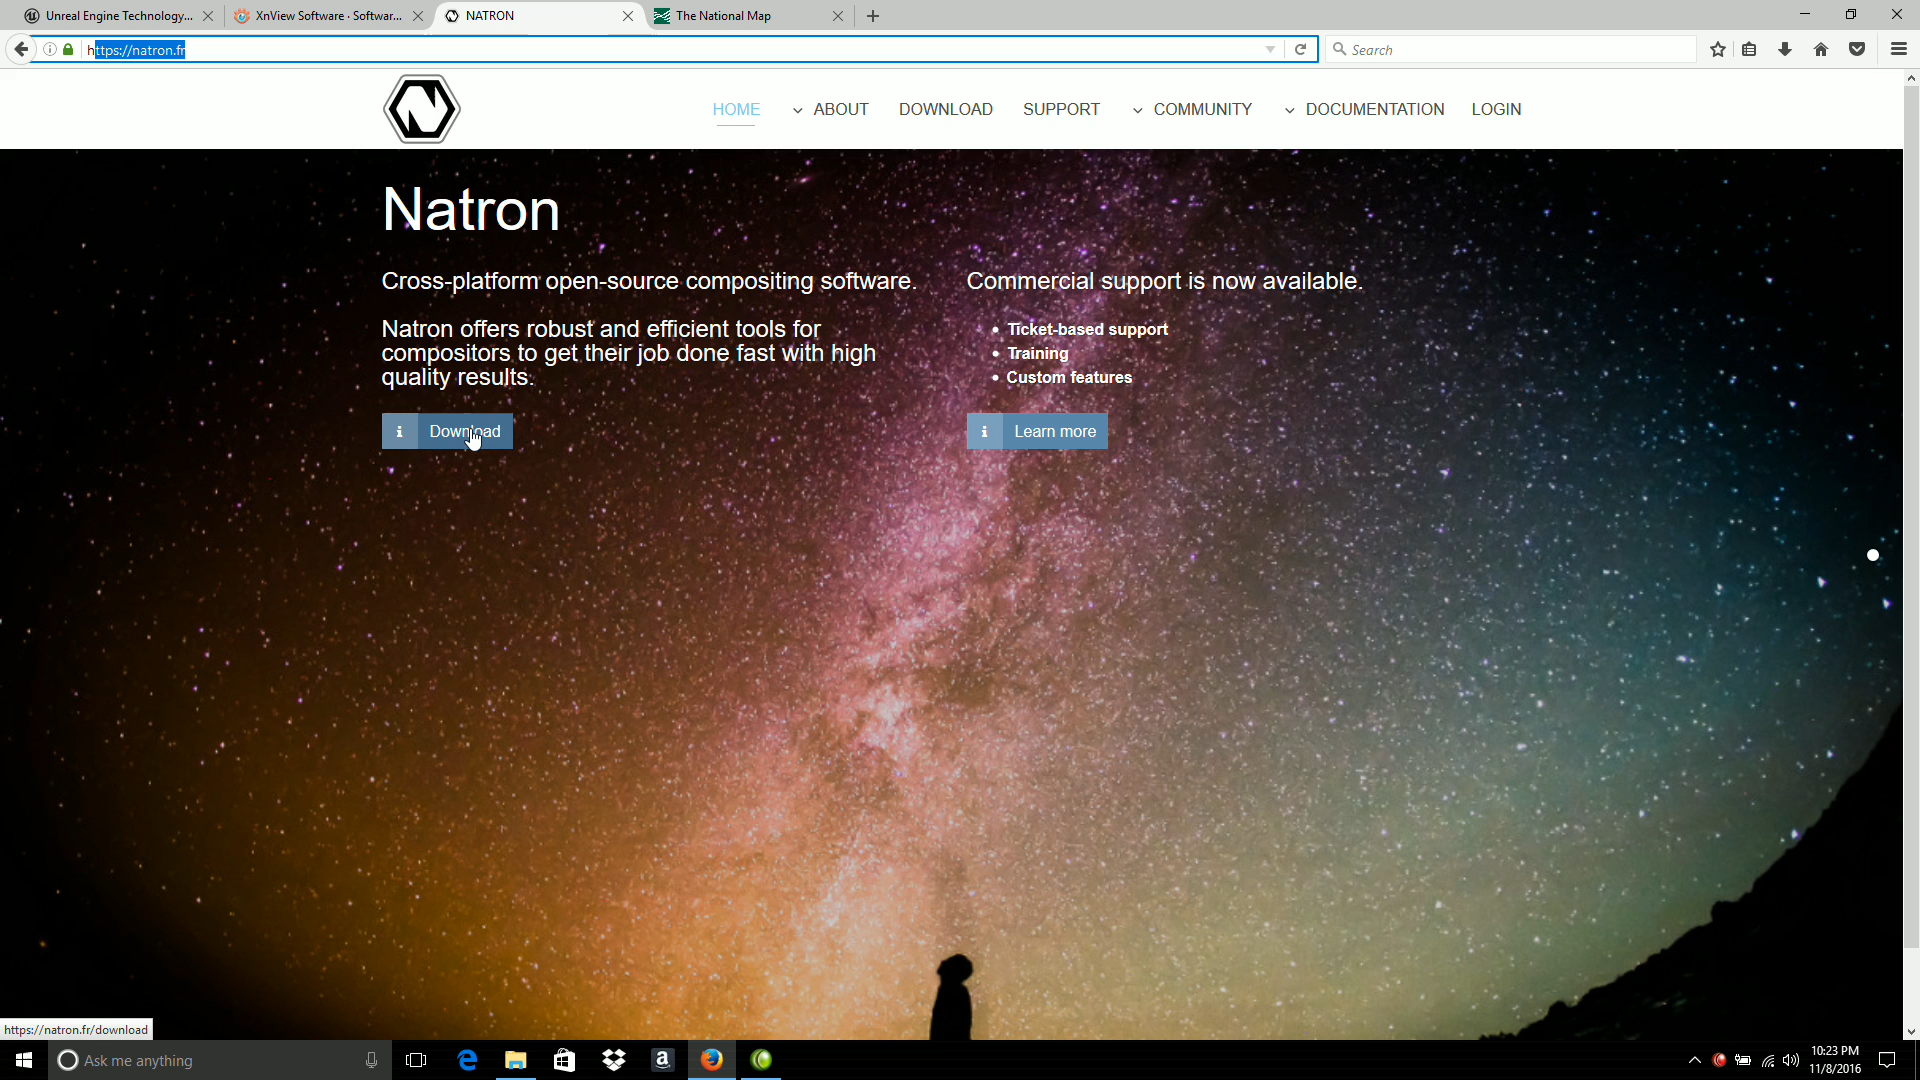 Unreal Engine Technology...
XnView Software · Softwar...
NATRON
The National Map
https://natron.fr
Search
HOME
ABOUT
DOWNLOAD
SUPPORT
COMMUNITY
DOCUMENTATION
LOGIN
Natron
Cross-platform open-source compositing software.
Natron offers robust and efficient tools for
compositors to get their job done fast with high
quality results.
Download
Commercial support is now available.
Ticket-based support
Training
Custom features
Learn more
https://natron.fr/download
Ask me anything
10:23 PM
11/8/2016